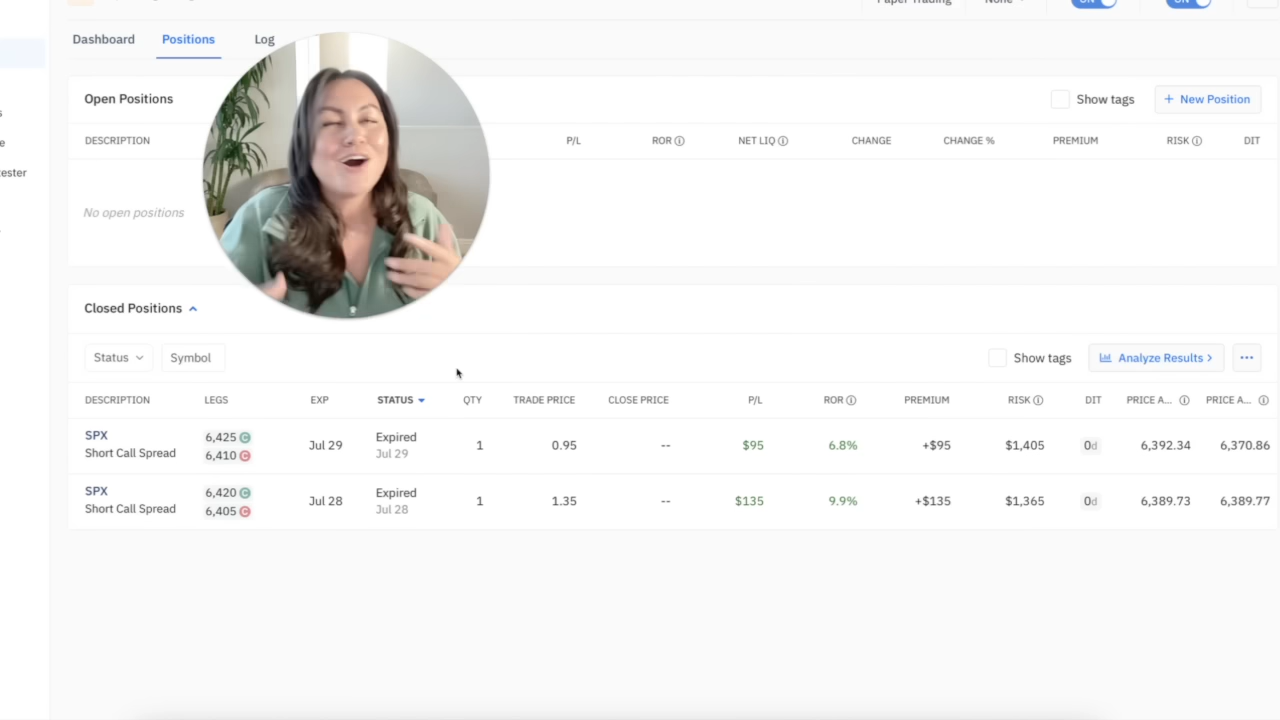 Paper Trading None ON ON
Dashboard Positions Log
Open Positions Show tags + New Position
DESCRIPTION P/L ROR NET LIQ CHANGE CHANGE % PREMIUM RISK DIT
No open positions
Closed Positions
Status Symbol Show tags Analyze Results ...
DESCRIPTION LEGS EXP STATUS QTY TRADE PRICE CLOSE PRICE P/L ROR PREMIUM RISK DIT PRICE A... PRICE A...
SPX 6,425 C Jul 29 Expired 1 0.95 -- $95 6.8% +$95 $1,405 0d 6,392.34 6,370.86
Short Call Spread 6,410 C Jul 29
SPX 6,420 C Jul 28 Expired 1 1.35 -- $135 9.9% +$135 $1,365 0d 6,389.73 6,389.77
Short Call Spread 6,405 C Jul 28